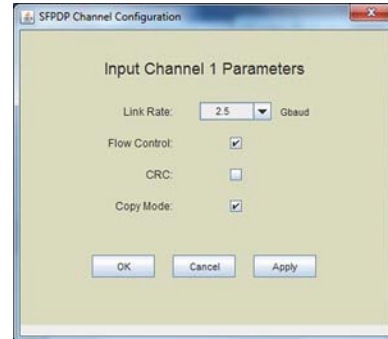 SFPDP Channel Configuration
Input Channel 1 Parameters
Link Rate: 2.5 Gbaud
Flow Control:
CRC:
Copy Mode:
OK Cancel Apply